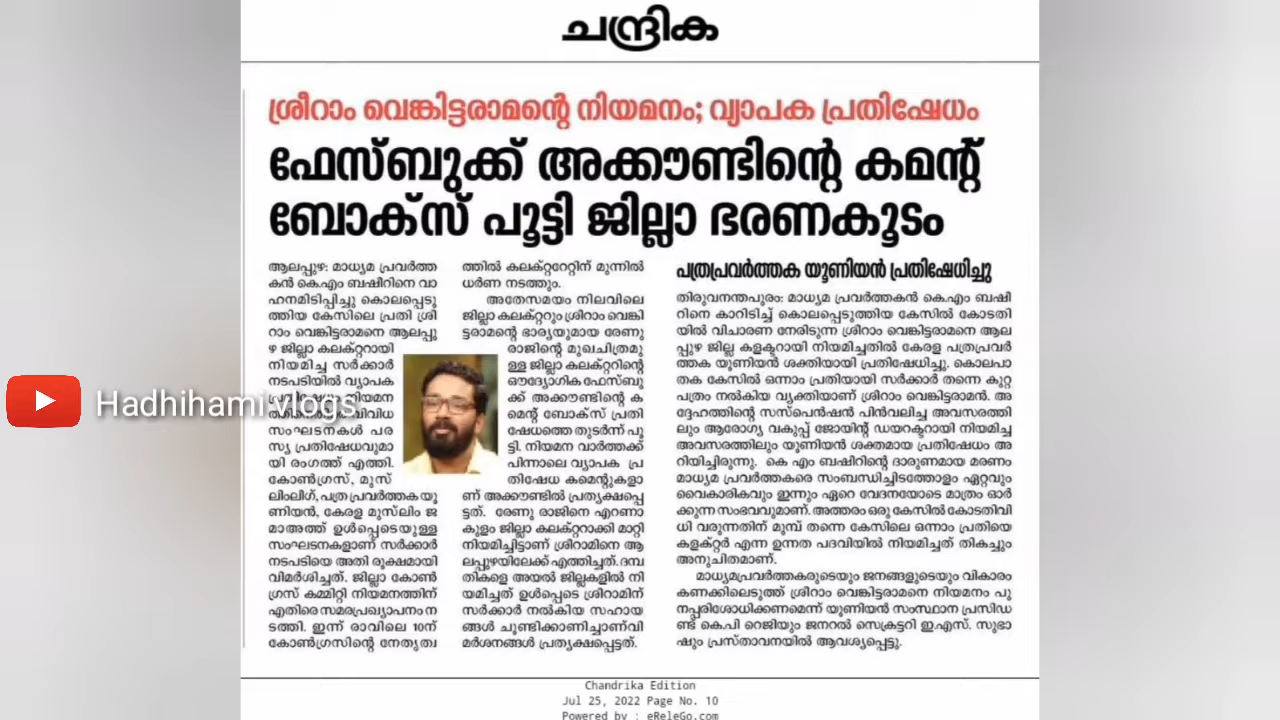 ചന്ദ്രിക
ശ്രീറാം വെങ്കിട്ടരാമന്റെ നിയമനം; വ്യാപക പ്രതിഷേധം
ഫേസ്ബുക്ക് അക്കൗണ്ടിന്റെ കമന്റ്
ബോക്സ് പൂട്ടി ജില്ലാ ഭരണകൂടം
ആലപ്പുഴ: മാധ്യമ പ്രവർത്ത
കൻ കെ.എം ബഷീറിനെ വാ
ഹനമിടിപ്പിച്ചു കൊലപ്പെടു
ത്തിയ കേസിലെ പ്രതി ശ്രി
റാം വെങ്കിട്ടരാമനെ ആലപ്പു
ഴ ജില്ലാ കലക്റ്ററായി
നിയമിച്ച സർക്കാർ
നടപടിയിൽ വ്യാപക
നിയമന
വിവിധ
സംഘടനകൾ പര
സ്യ പ്രതിഷേധവുമാ
യി രംഗത്ത് എത്തി.
കോൺഗ്രസ്, മുസ്
ലിംലിഗ്, പത്ര പ്രവർത്തക യൂ
ണിയൻ, കേരള മുസ്‌ലിം ജ
മാഅത്ത് ഉൾപ്പെടെയുള്ള
സംഘടനകളാണ് സർക്കാർ
നടപടിയെ അതി രൂക്ഷമായി
വിമർശിച്ചത്. ജില്ലാ കോൺ
ഗ്രസ് കമ്മിറ്റി നിയമനത്തിന്
എതിരെ സമരപ്രഖ്യാപനം ന
ടത്തി. ഇന്ന് രാവിലെ 10ന്
കോൺഗ്രസിന്റെ നേതൃത്വ
ത്തിൽ കലക്റ്ററേറ്റിന് മുന്നിൽ
ധർണ നടത്തും.
അതേസമയം നിലവിലെ
ജില്ലാ കലക്റ്ററും ശ്രീറാം വെങ്കി
ട്ടരാമന്റെ ഭാര്യയുമായ രേണു
രാജിന്റെ മുഖചിത്രമു
ള്ള ജില്ലാ കലക്റ്ററിന്റെ
ഔദ്യോഗിക ഫേസ്ബു
ക്ക് അക്കൗണ്ടിന്റെ ക
മെന്റ് ബോക്സ് പ്രതി
ഷേധത്തെ തുടർന്ന് പൂ
ട്ടി. നിയമന വാർത്തക്ക്
പിന്നാലെ വ്യാപക പ്ര
തിഷേധ കമെന്റുകളാ
ണ് അക്കൗണ്ടിൽ പ്രത്യക്ഷപ്പെ
ട്ടത്. രേണു രാജിനെ എറണാ
കുളം ജില്ലാ കലക്റ്ററാക്കി മാറ്റി
നിയമിച്ചിട്ടാണ് ശ്രീറാമിനെ ആ
ലപ്പുഴയിലേക്ക് എത്തിച്ചത്. ദമ്പ
തികളെ അയൽ ജില്ലകളിൽ നി
യമിച്ചത് ഉൾപ്പെടെ ശ്രീറാമിന്
സർക്കാർ നൽകിയ സഹായ
ങ്ങൾ ചൂണ്ടിക്കാണിച്ചാണ്‌വി
മർശനങ്ങൾ പ്രത്യക്ഷപ്പെട്ടത്.
പത്രപ്രവർത്തക യൂണിയൻ പ്രതിഷേധിച്ചു
തിരുവനന്തപുരം: മാധ്യമ പ്രവർത്തകൻ കെ.എം ബഷീ
റിനെ കാറിടിച്ച് കൊലപ്പെടുത്തിയ കേസിൽ കോടതി
യിൽ വിചാരണ നേരിടുന്ന ശ്രീറാം വെങ്കിട്ടരാമനെ ആല
പ്പുഴ ജില്ല കളക്ടറായി നിയമിച്ചതിൽ കേരള പത്രപ്രവർ
ത്തക യൂണിയൻ ശക്തിയായി പ്രതിഷേധിച്ചു. കൊലപാ
തക കേസിൽ ഒന്നാം പ്രതിയായി സർക്കാർ തന്നെ കുറ്റ
പത്രം നൽകിയ വ്യക്തിയാണ് ശ്രീറാം വെങ്കിട്ടരാമൻ. അ
ദ്ദേഹത്തിന്റെ സസ്പെൻഷൻ പിൻവലിച്ച അവസരത്തി
ലും ആരോഗ്യ വകുപ്പ് ജോയിന്റ് ഡയറക്ടറായി നിയമിച്ച
അവസരത്തിലും യൂണിയൻ ശക്തമായ പ്രതിഷേധം അ
റിയിച്ചിരുന്നു. കെ എം ബഷീറിന്റെ ദാരുണമായ മരണം
മാധ്യമ പ്രവർത്തകരെ സംബന്ധിച്ചിടത്തോളം ഏറ്റവും
വൈകാരികവും ഇന്നും ഏറെ വേദനയോടെ മാത്രം ഓർ
ക്കുന്ന സംഭവവുമാണ്. അത്തരം ഒരു കേസിൽ കോടതിവി
ധി വരുന്നതിന് മുമ്പ് തന്നെ കേസിലെ ഒന്നാം പ്രതിയെ
കളക്റ്റർ എന്ന ഉന്നത പദവിയിൽ നിയമിച്ചത് തികച്ചും
അനുചിതമാണ്.
മാധ്യമപ്രവർത്തകരുടെയും ജനങ്ങളുടെയും വികാരം
കണക്കിലെടുത്ത് ശ്രീറാം വെങ്കിട്ടരാമനെ നിയമനം പു
നപ്പരിശോധിക്കണമെന്ന് യൂണിയൻ സംസ്ഥാന പ്രസിഡ
ണ്ട് കെ.പി റെജിയും ജനറൽ സെക്രട്ടറി ഇ.എസ്. സുഭാ
ഷും പ്രസ്താവനയിൽ ആവശ്യപ്പെട്ടു.
Hadhihami vlogs
Chandrika Edition
Jul 25, 2022 Page No. 10
Powered by : eReleGo.com